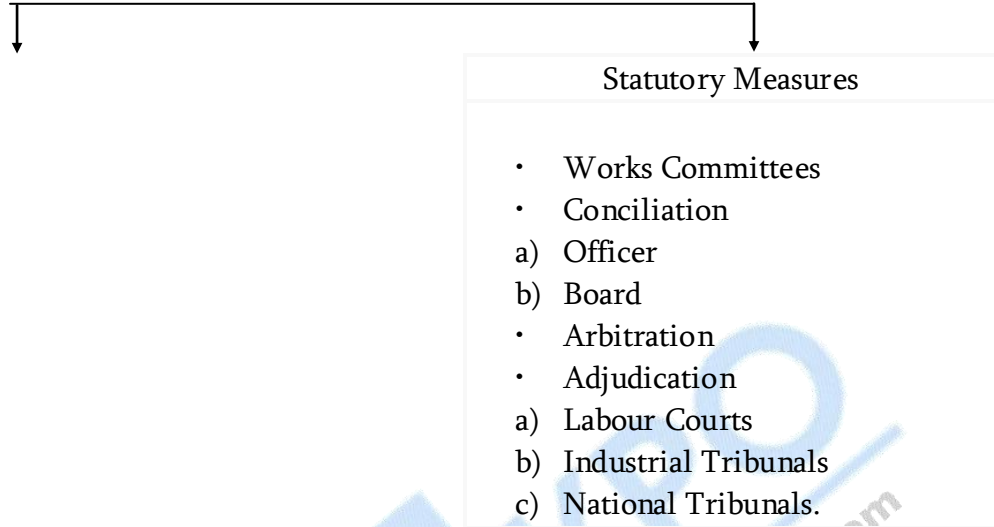 Statutory Measures
· Works Committees
· Conciliation
a) Officer
b) Board
· Arbitration
· Adjudication
a) Labour Courts
b) Industrial Tribunals
c) National Tribunals.